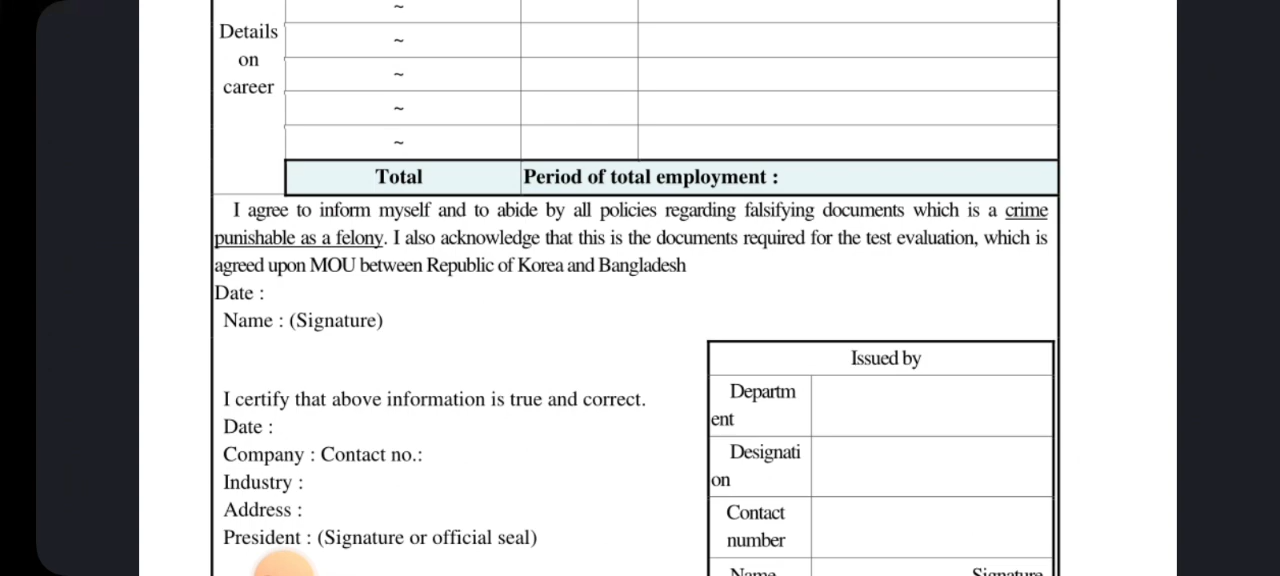 ~
Details
~
on
~
career
~
~
Total Period of total employment :
I agree to inform myself and to abide by all policies regarding falsifying documents which is a crime
punishable as a felony. I also acknowledge that this is the documents required for the test evaluation, which is
agreed upon MOU between Republic of Korea and Bangladesh
Date :
Name : (Signature)
Issued by
Departm
ent
Designati
on
Contact
number
Name Signature
I certify that above information is true and correct.
Date :
Company : Contact no.:
Industry :
Address :
President : (Signature or official seal)